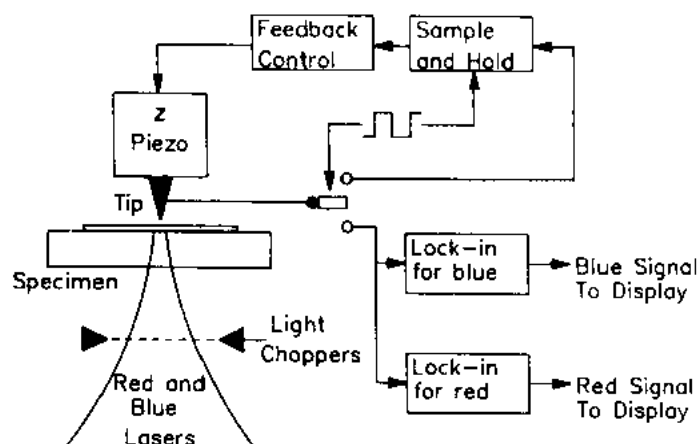 Feedback
Control
Sample
and Hold
Z
Piezo
Tip
Specimen
Lock-in
for blue
Blue Signal
To Display
Light
Choppers
Red and
Blue
Lasers
Lock-in
for red
Red Signal
To Display